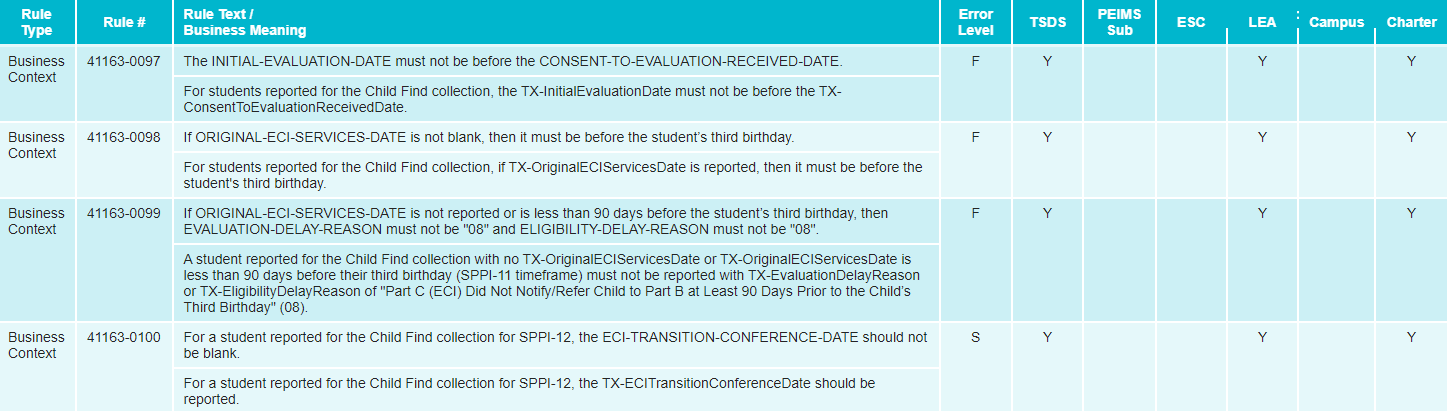 Rule Type Rule # Rule Text / Business Meaning Error Level TSDS PEIMS Sub ESC : LEA Campus Charter
Business Context 41163-0097 The INITIAL-EVALUATION-DATE must not be before the CONSENT-TO-EVALUATION-RECEIVED-DATE. F Y Y Y
For students reported for the Child Find collection, the TX-InitialEvaluationDate must not be before the TX-
ConsentToEvaluationReceivedDate.
Business Context 41163-0098 If ORIGINAL-ECI-SERVICES-DATE is not blank, then it must be before the student’s third birthday. F Y Y Y
For students reported for the Child Find collection, if TX-OriginalECIServicesDate is reported, then it must be before the
student's third birthday.
Business Context 41163-0099 If ORIGINAL-ECI-SERVICES-DATE is not reported or is less than 90 days before the student’s third birthday, then F Y Y Y
EVALUATION-DELAY-REASON must not be "08" and ELIGIBILITY-DELAY-REASON must not be "08".
A student reported for the Child Find collection with no TX-OriginalECIServicesDate or TX-OriginalECIServicesDate is
less than 90 days before their third birthday (SPPI-11 timeframe) must not be reported with TX-EvaluationDelayReason
or TX-EligibilityDelayReason of "Part C (ECI) Did Not Notify/Refer Child to Part B at Least 90 Days Prior to the Child’s
Third Birthday" (08).
Business Context 41163-0100 For a student reported for the Child Find collection for SPPI-12, the ECI-TRANSITION-CONFERENCE-DATE should not S Y Y Y
be blank.
For a student reported for the Child Find collection for SPPI-12, the TX-ECITransitionConferenceDate should be
reported.